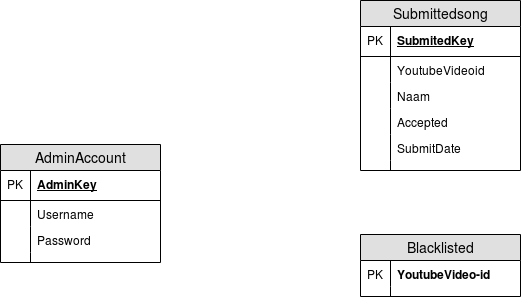 Submittedsong
PK SubmitedKey
YoutubeVideoid
Naam
Accepted
SubmitDate
AdminAccount
PK AdminKey
Username
Password
Blacklisted
PK YoutubeVideo-id